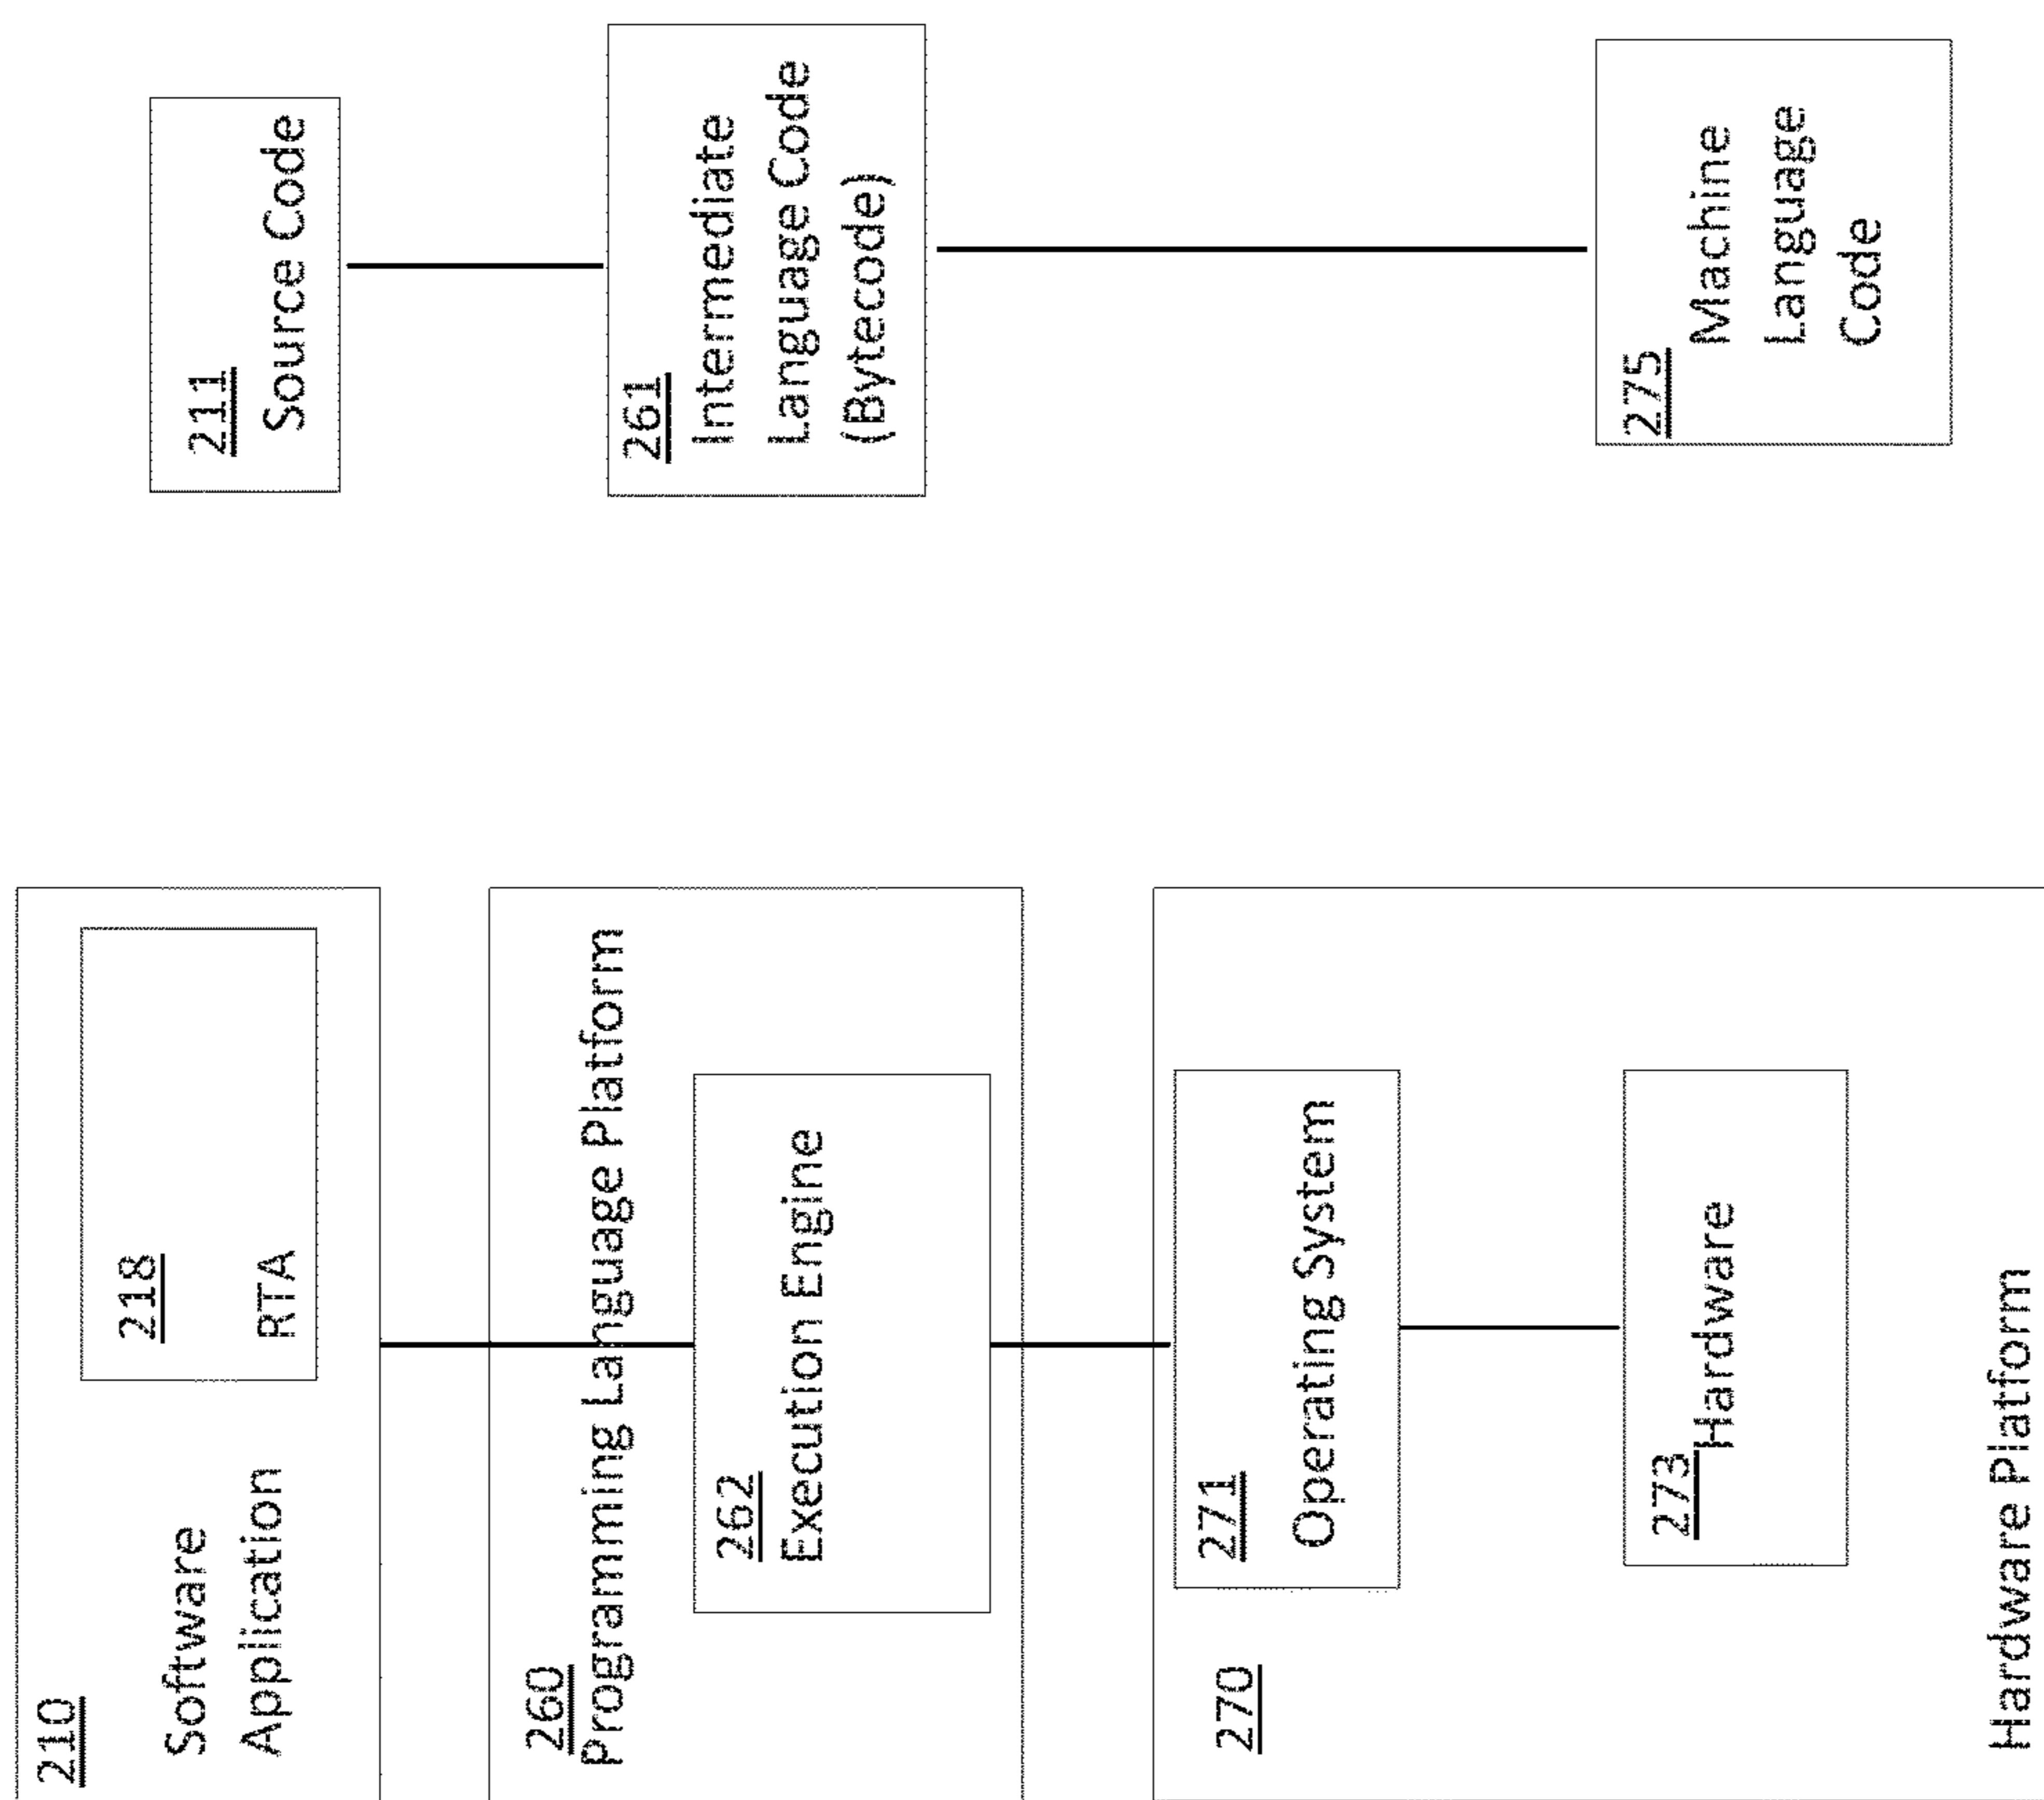 210
Software
Application
218
RTA
211
Source Code
260
Programming Language Platform
262
Execution Engine
261
Intermediate
Language Code
(Bytecode)
270
271
Operating System
273
Hardware
Hardware Platform
275
Machine
Language
Code